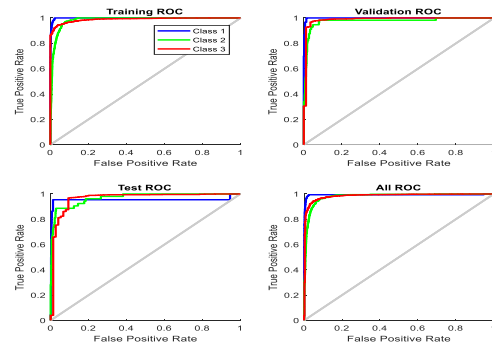 Training ROC
1
0.8
0.6
0.4
0.2
0
True Positive Rate
Class 1
Class 2
Class 3
0 0.2 0.4 0.6 0.8 1
False Positive Rate
Validation ROC
1
0.8
0.6
0.4
0.2
0
True Positive Rate
0 0.2 0.4 0.6 0.8 1
False Positive Rate
Test ROC
1
0.8
0.6
0.4
0.2
0
True Positive Rate
0 0.2 0.4 0.6 0.8 1
False Positive Rate
All ROC
1
0.8
0.6
0.4
0.2
0
True Positive Rate
0 0.2 0.4 0.6 0.8 1
False Positive Rate